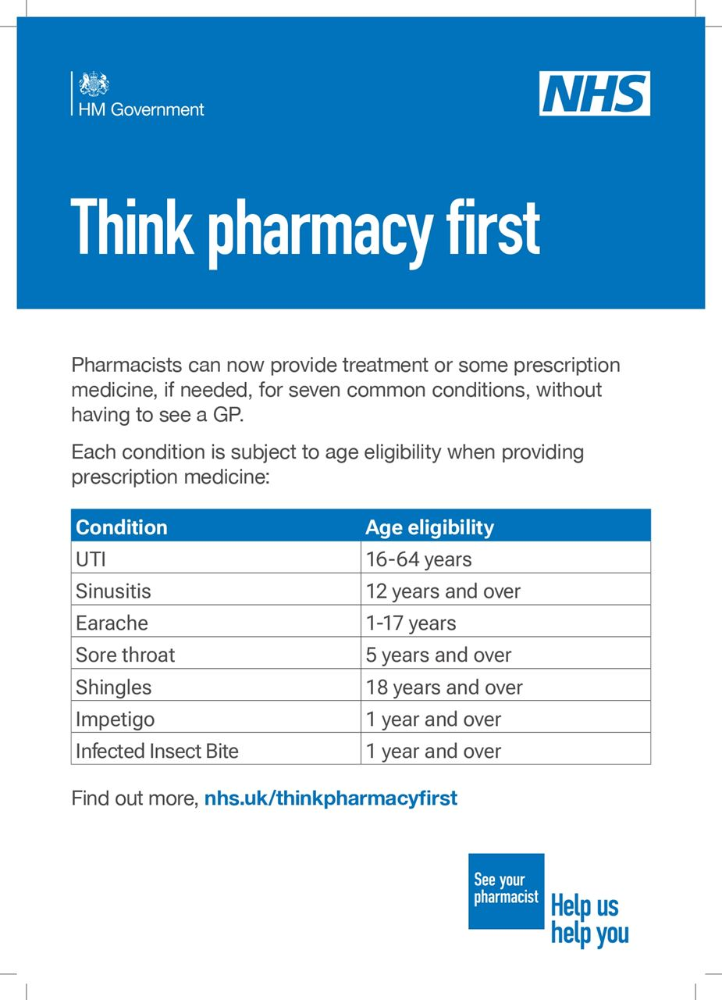 HM Government
NHS
Think pharmacy first
Pharmacists can now provide treatment or some prescription
medicine, if needed, for seven common conditions, without
having to see a GP.
Each condition is subject to age eligibility when providing
prescription medicine:
Condition Age eligibility
UTI 16-64 years
Sinusitis 12 years and over
Earache 1-17 years
Sore throat 5 years and over
Shingles 18 years and over
Impetigo 1 year and over
Infected Insect Bite 1 year and over
Find out more, nhs.uk/thinkpharmacyfirst
See your
pharmacist
Help us
help you